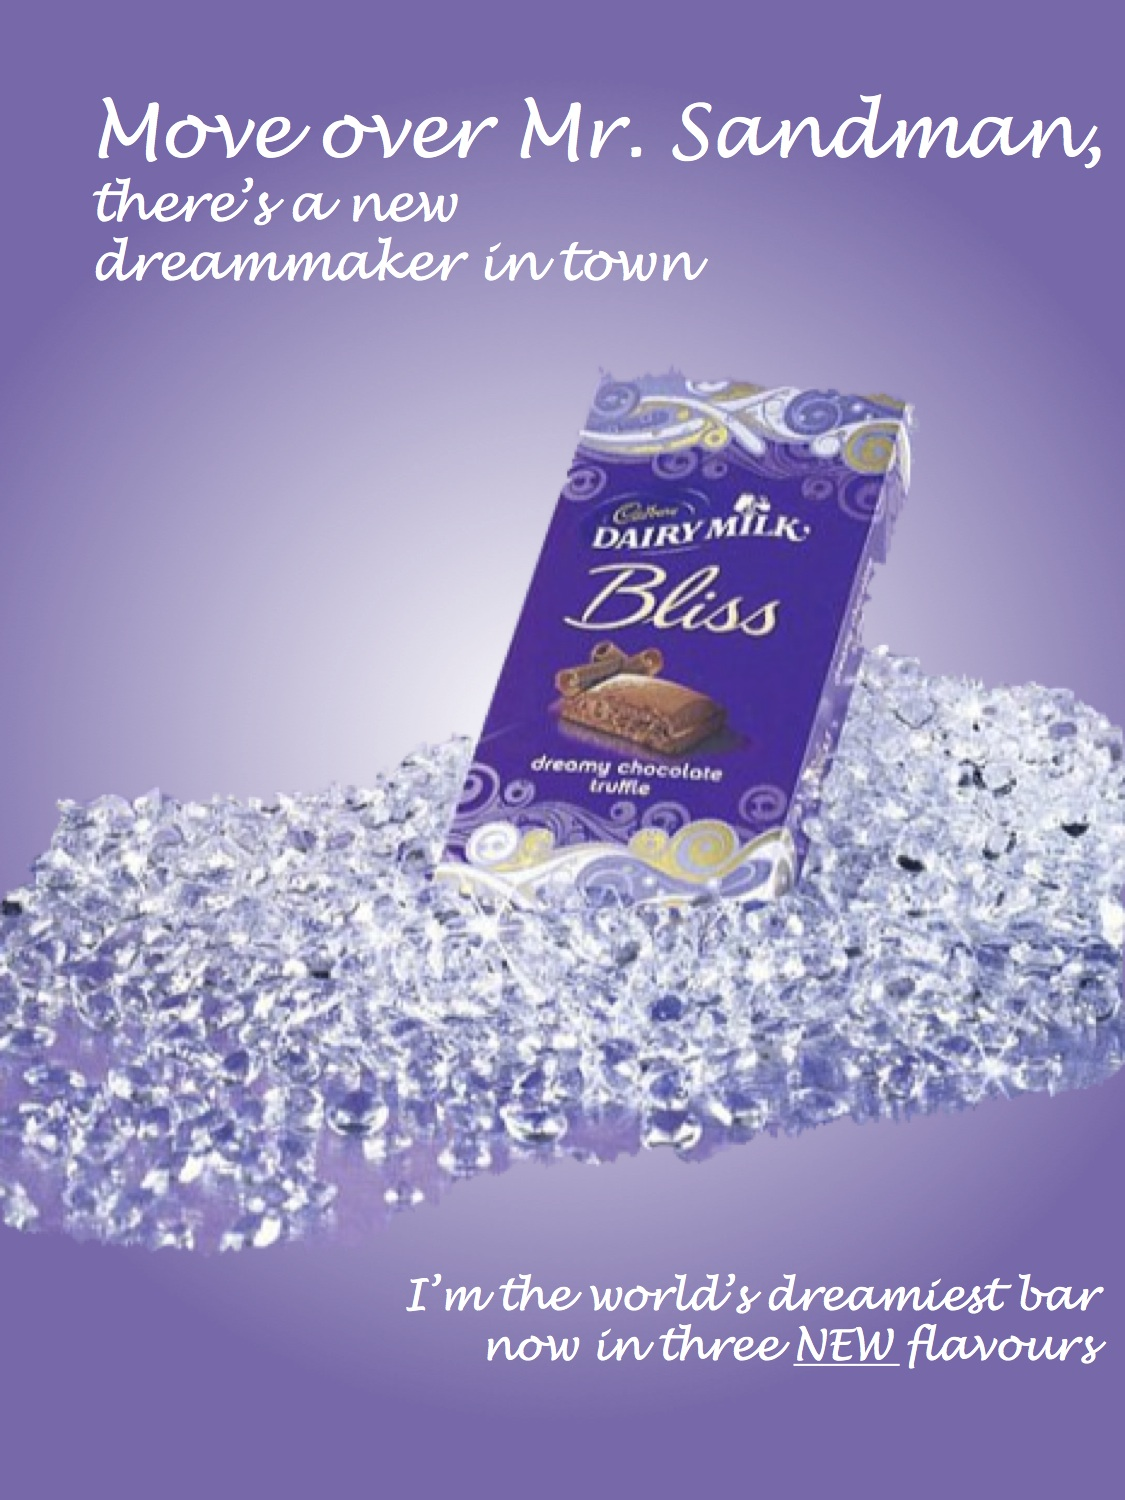 Move over Mr. Sandman,
there's a new
dreammaker in town
Cadbury
DAIRY MILK
Bliss
dreamy chocolate
truffle
I'm the world's dreamiest bar
now in three NEW flavours